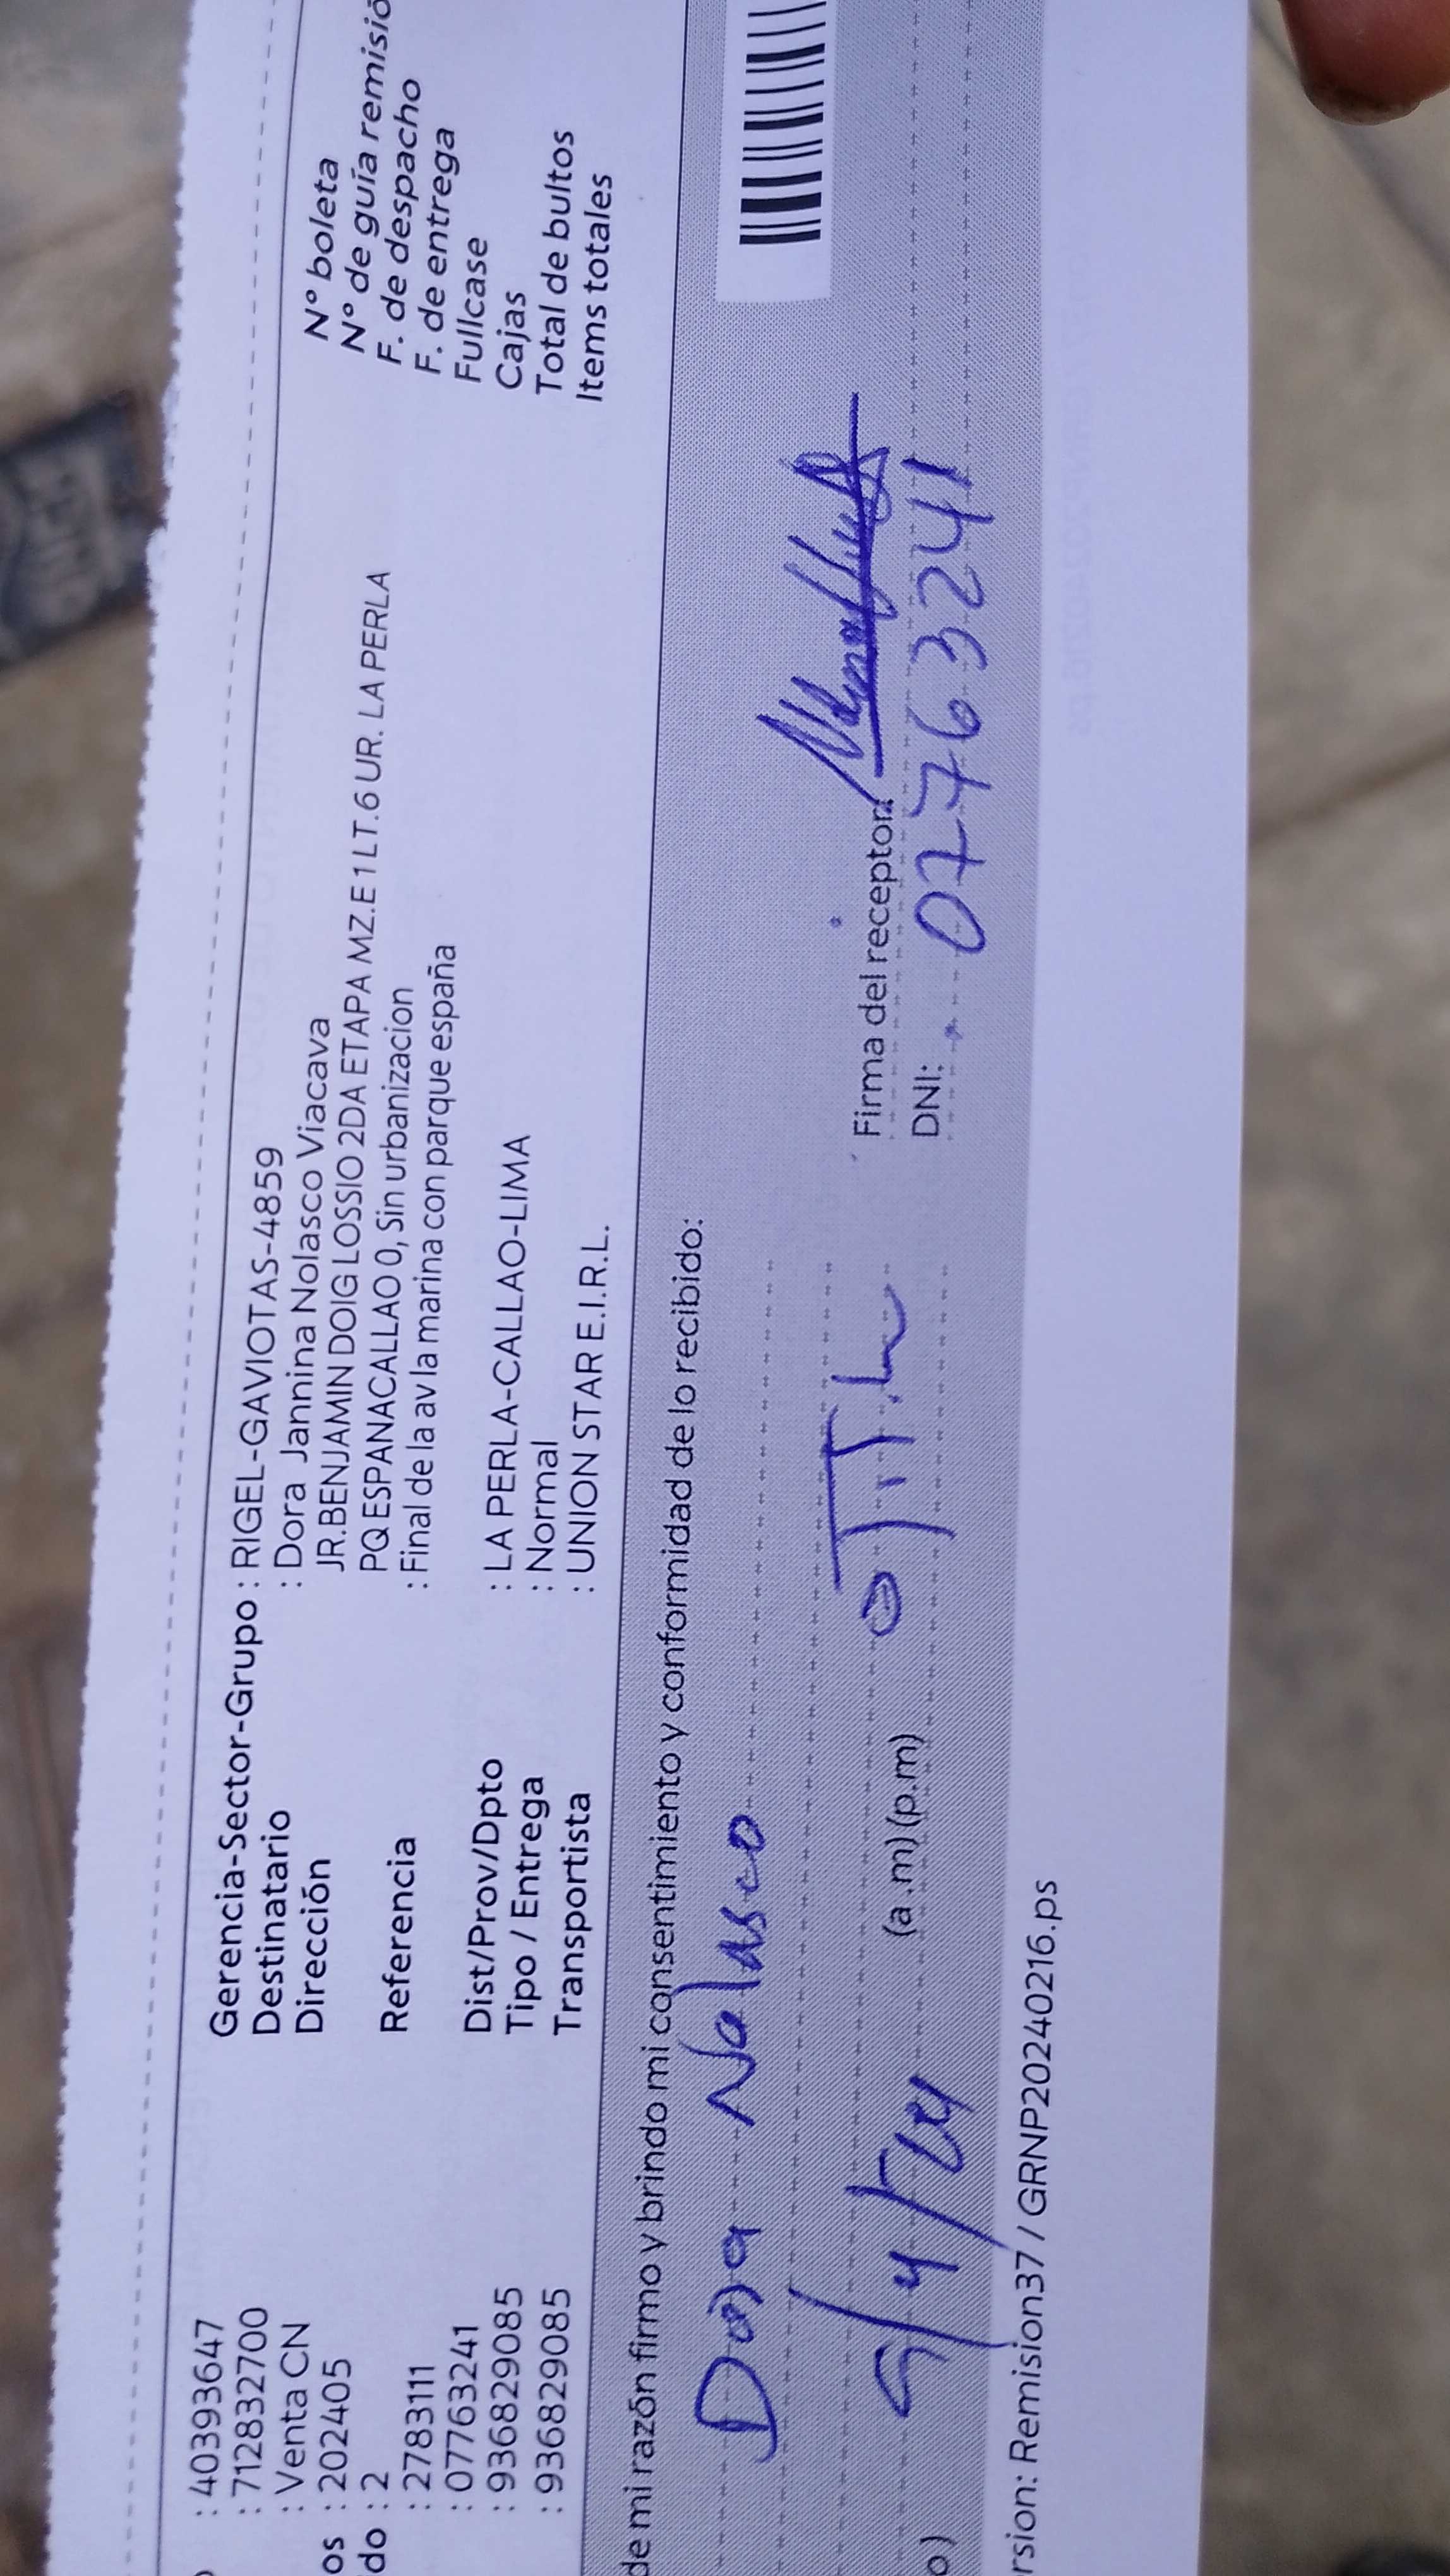 : 40393647 Gerencia-Sector-Grupo : RIGEL-GAVIOTAS-4859
: 712832700 Destinatario : Dora Jannina Nolasco Viacava N° boleta
: Venta CN Dirección JR.BENJAMIN DOIG LOSSIO 2DA ETAPA MZ.E1 LT.6 UR. LA PERLA N° de guía remisió
os : 202405 PQ ESPANACALLAO 0, Sin urbanizacion F. de despacho
do : 2 Referencia : Final de la av la marina con parque españa F. de entrega
: 2783111 Fullcase
: 07763241 Dist/Prov/Dpto : LA PERLA-CALLAO-LIMA Cajas
: 936829085 Tipo / Entrega : Normal Total de bultos
: 936829085 Transportista : UNION STAR E.I.R.L. Items totales
de mi razón firmo y brindo mi consentimiento y conformidad de lo recibido:
Dora Nolasco
Firma del receptor:
/4/24 (a.m)(p.m) DNI: 07763241
o)
rsion: Remision37 / GRNP20240216.ps